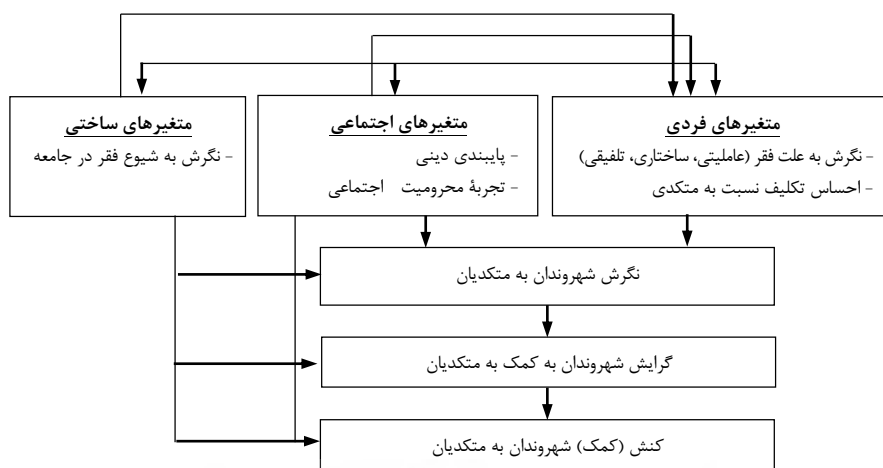 متغیرهای فردی
- نگرش به علت فقر (عاملیتی، ساختاری، تلفیقی)
- احساس تکلیف نسبت به متکدی
متغیرهای اجتماعی
- پایبندی دینی
- تجربۀ محرومیت اجتماعی
متغیرهای ساختی
- نگرش به شیوع فقر در جامعه
نگرش شهروندان به متکدیان
گرایش شهروندان به کمک به متکدیان
کنش (کمک) شهروندان به متکدیان